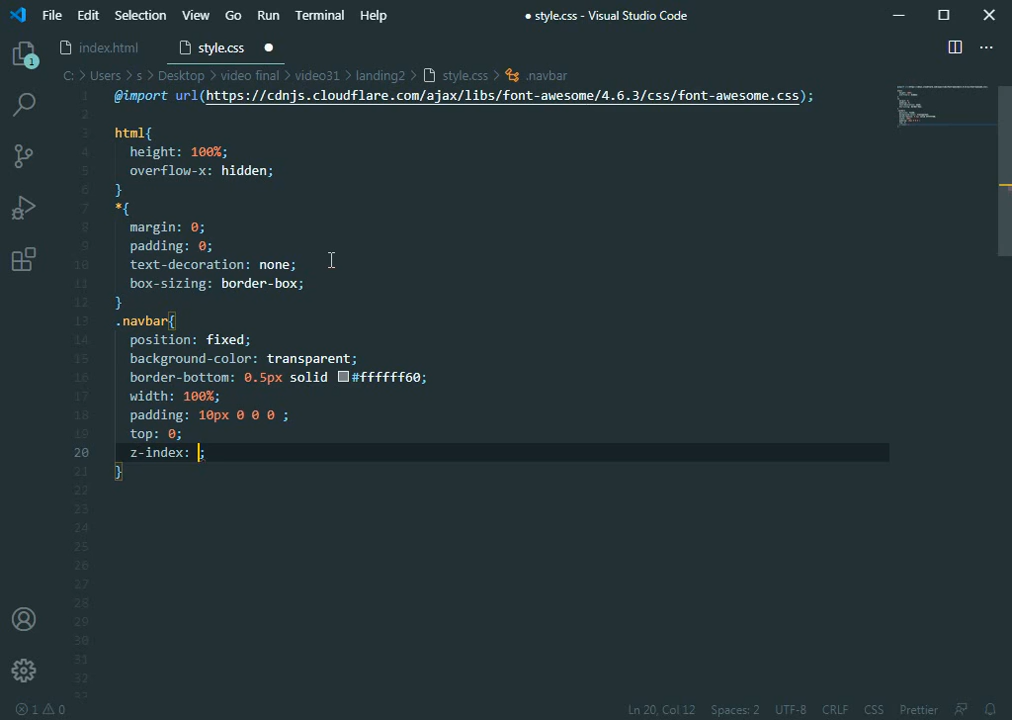 File Edit Selection View Go Run Terminal Help ● style.css - Visual Studio Code
index.html style.css
1
C: > Users > s > Desktop > video final > video31 > landing2 > style.css > .navbar
1 @import url(https://cdnjs.cloudflare.com/ajax/libs/font-awesome/4.6.3/css/font-awesome.css);
2
3 html{
4 height: 100%;
5 overflow-x: hidden;
6 }
7 *{
8 margin: 0;
9 padding: 0;
10 text-decoration: none;
11 box-sizing: border-box;
12 }
13 .navbar{
14 position: fixed;
15 background-color: transparent;
16 border-bottom: 0.5px solid #ffffff60;
17 width: 100%;
18 padding: 10px 0 0 0 ;
19 top: 0;
20 z-index: ;
21 }
22
23
24
25
26
27
28
29
30
31
32
33
1 0 Ln 20, Col 12 Spaces: 2 UTF-8 CRLF CSS Prettier